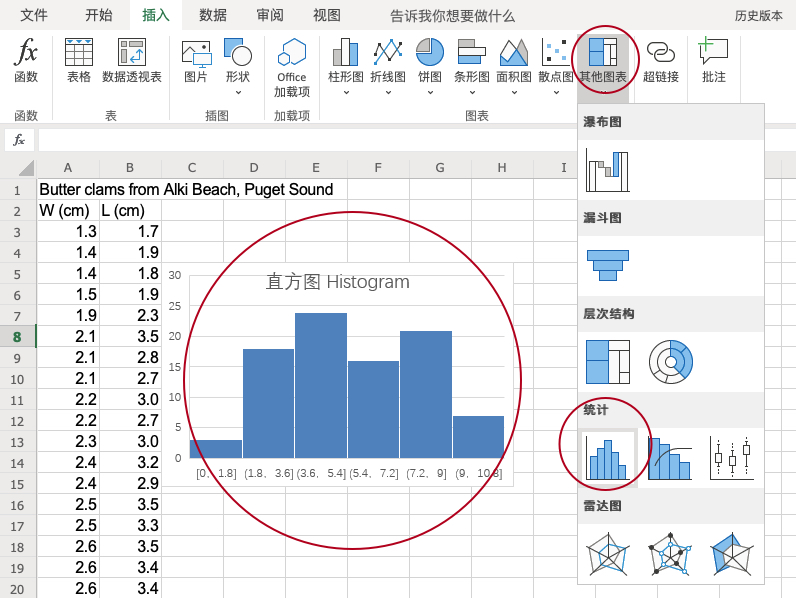 文件 开始 插入 数据 审阅 视图 告诉我你想要做什么 历史版本
fx
函数 表格 数据透视表 图片 形状 Office 加载项 柱形图 折线图 饼图 条形图 面积图 散点图 其他图表 超链接 批注
函数 表 插图 加载项 图表
fx
瀑布图
A B C D E F G H I
1 Butter clams from Alki Beach, Puget Sound
2 W (cm) L (cm)
漏斗图
3 1.3 1.7
4 1.4 1.9
5 1.4 1.8
6 1.5 1.9
7 1.9 2.3
8 2.1 3.5
9 2.1 2.8
10 2.1 2.7
11 2.2 3.0
12 2.2 2.7
13 2.3 3.0
14 2.4 3.2
15 2.4 2.9
16 2.5 3.5
17 2.5 3.3
18 2.6 3.5
19 2.6 3.4
20 2.6 3.4
直方图 Histogram
30
25
20
15
10
5
0
[0, 1.8] (1.8, 3.6] (3.6, 5.4] (5.4, 7.2] (7.2, 9] (9, 10.8]
层次结构
统计
雷达图